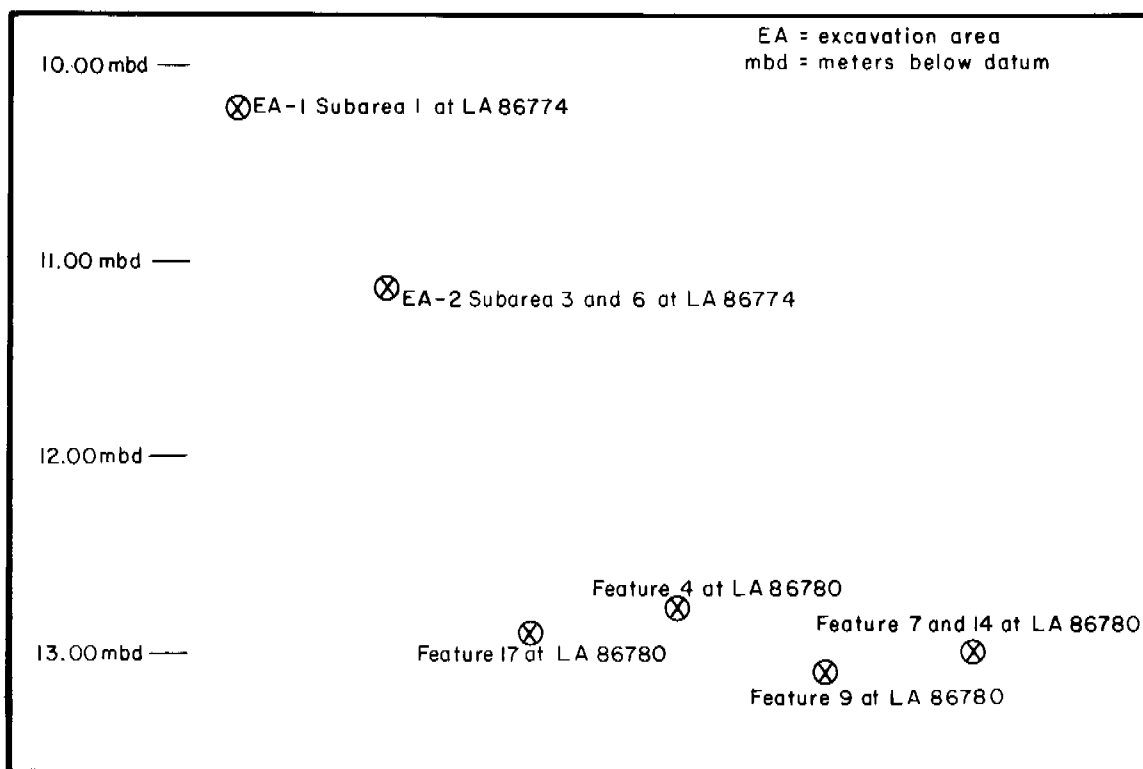 EA = excavation area
mbd = meters below datum
10.00 mbd
EA-1 Subarea 1 at LA 86774
11.00 mbd
EA-2 Subarea 3 and 6 at LA 86774
12.00 mbd
Feature 4 at LA 86780
Feature 7 and 14 at LA 86780
13.00 mbd
Feature 17 at LA 86780
Feature 9 at LA 86780